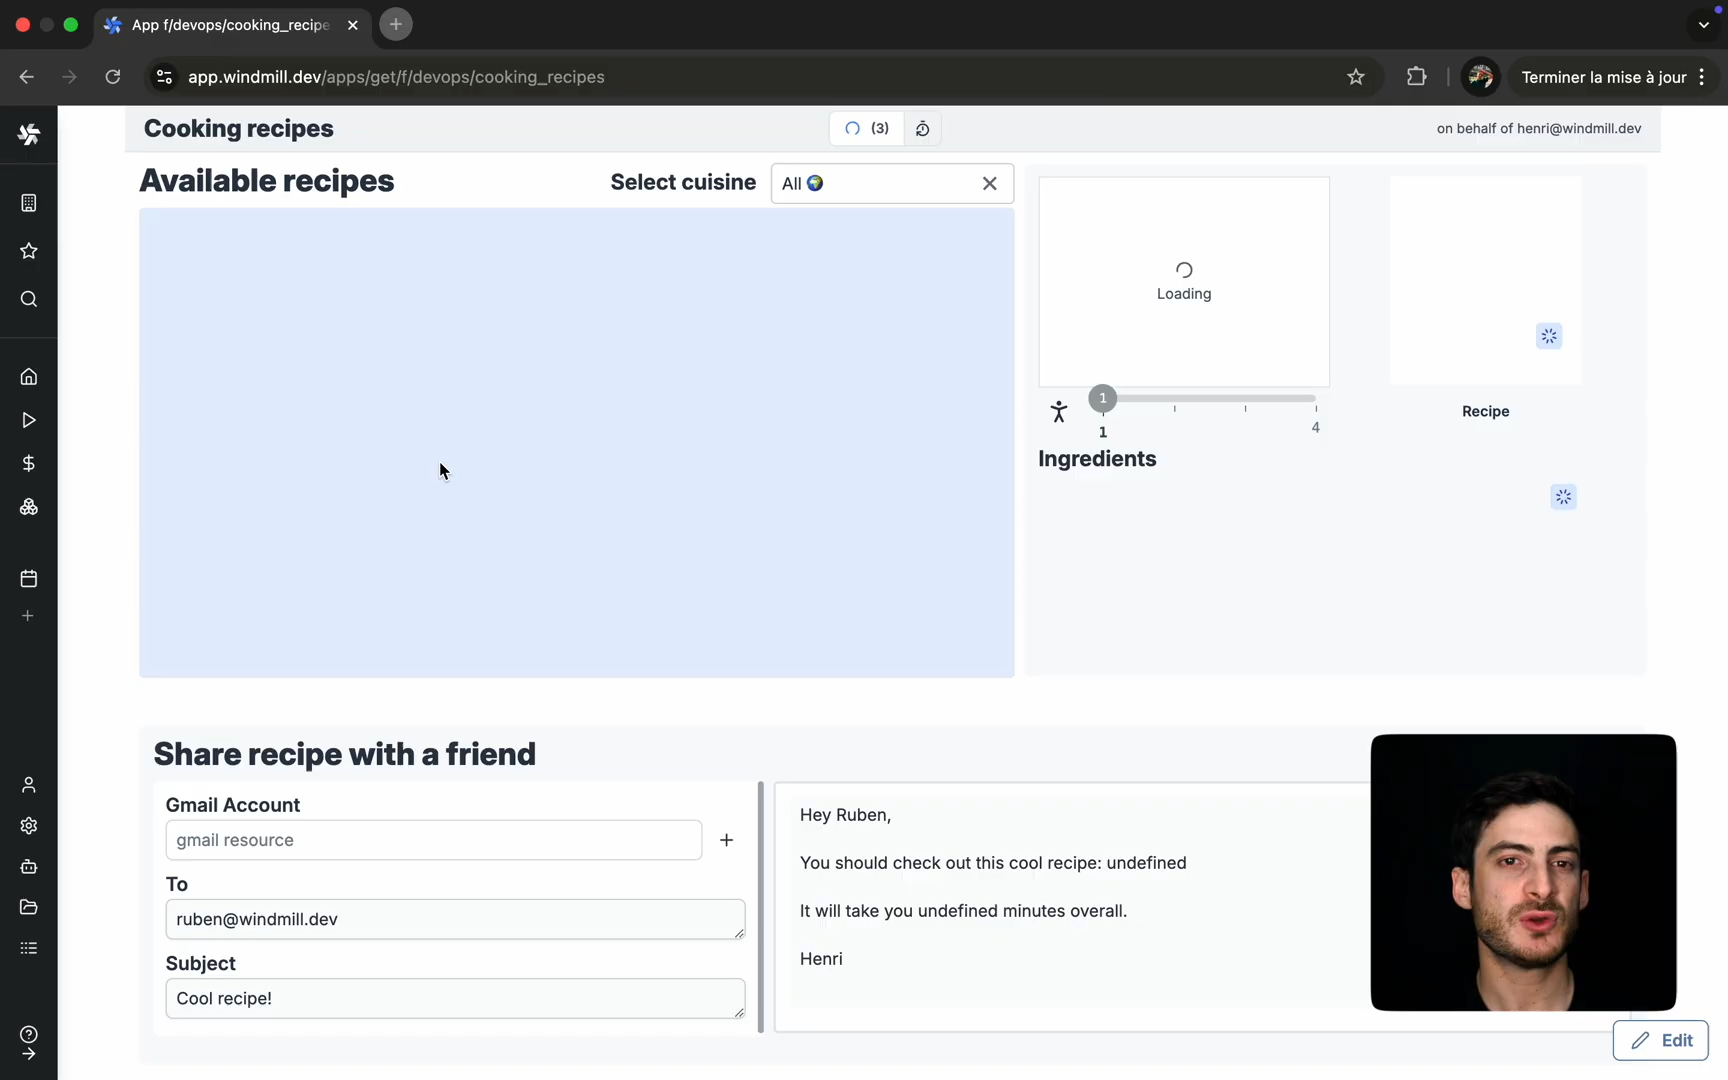 App f/devops/cooking_recipe
app.windmill.dev/apps/get/f/devops/cooking_recipes
Terminer la mise à jour
Cooking recipes
(3)
on behalf of henri@windmill.dev
Available recipes
Select cuisine
All
Loading
1
1
4
Recipe
Ingredients
Share recipe with a friend
Gmail Account
gmail resource
To
ruben@windmill.dev
Subject
Cool recipe!
Hey Ruben,
You should check out this cool recipe: undefined
It will take you undefined minutes overall.
Henri
Edit